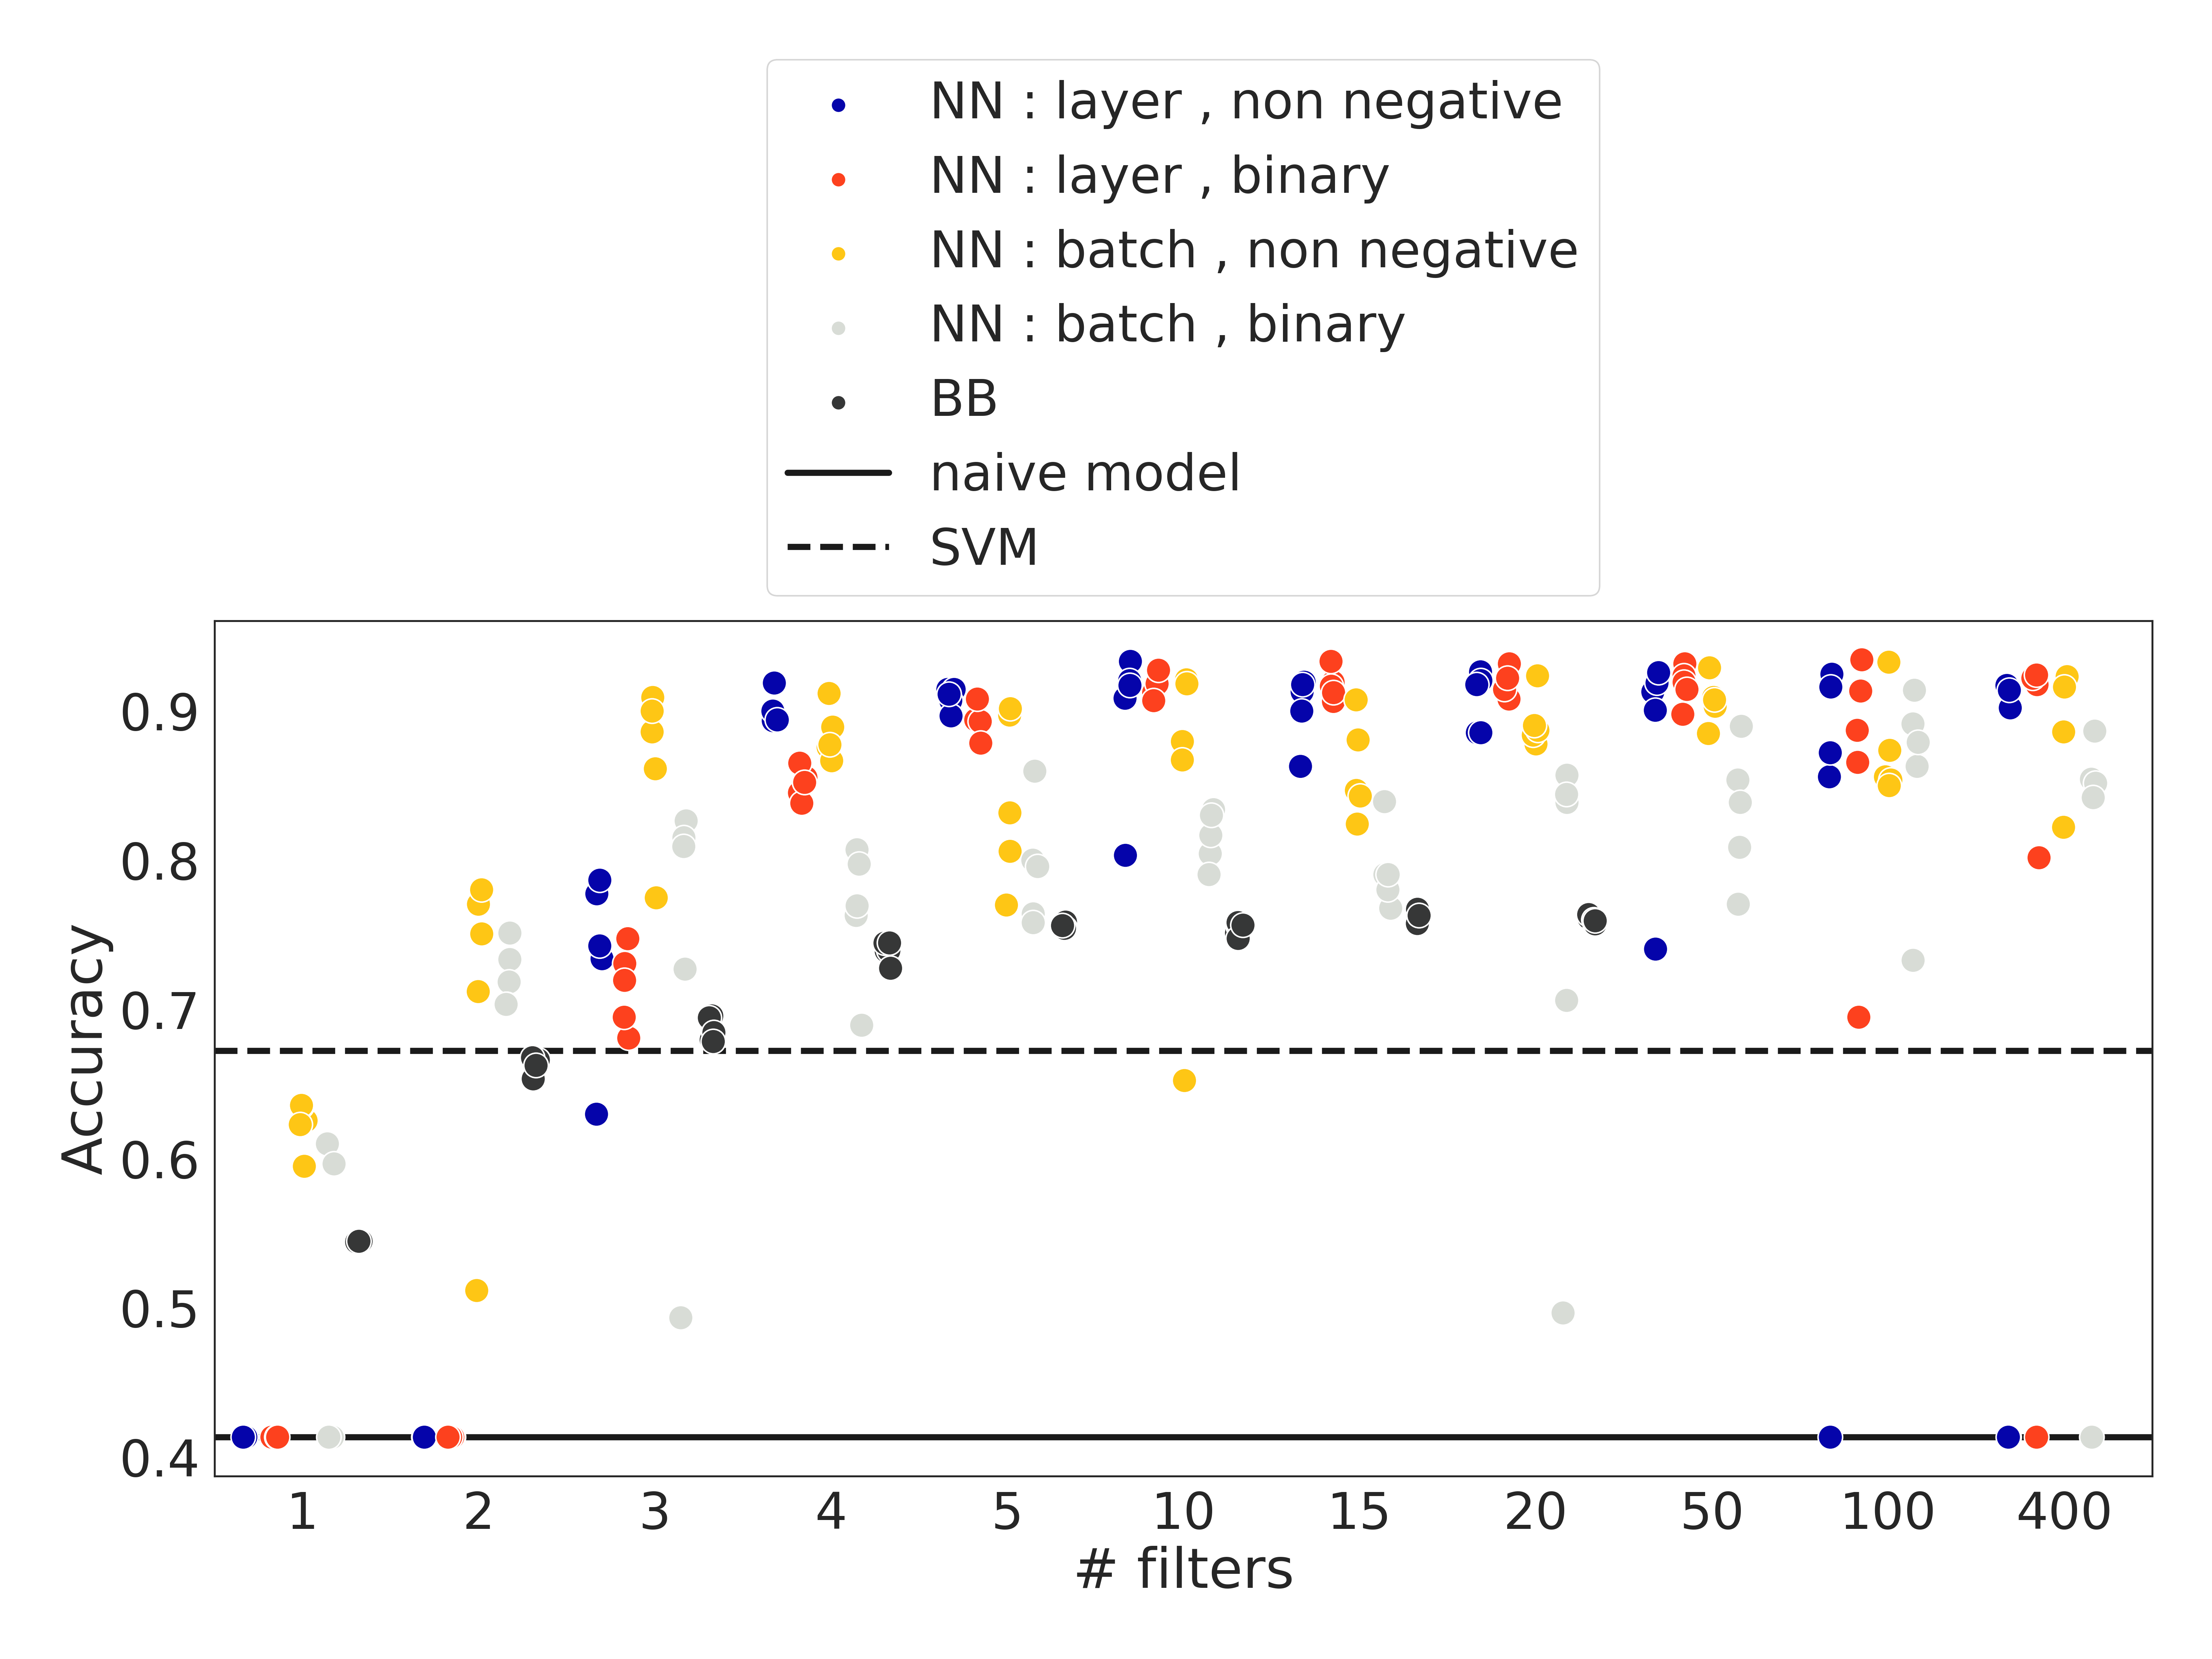 NN : layer , non negative
NN : layer , binary
NN : batch , non negative
NN : batch , binary
BB
naive model
SVM
Accuracy
0.9
0.8
0.7
0.6
0.5
0.4
1 2 3 4 5 10 15 20 50 100 400
# filters